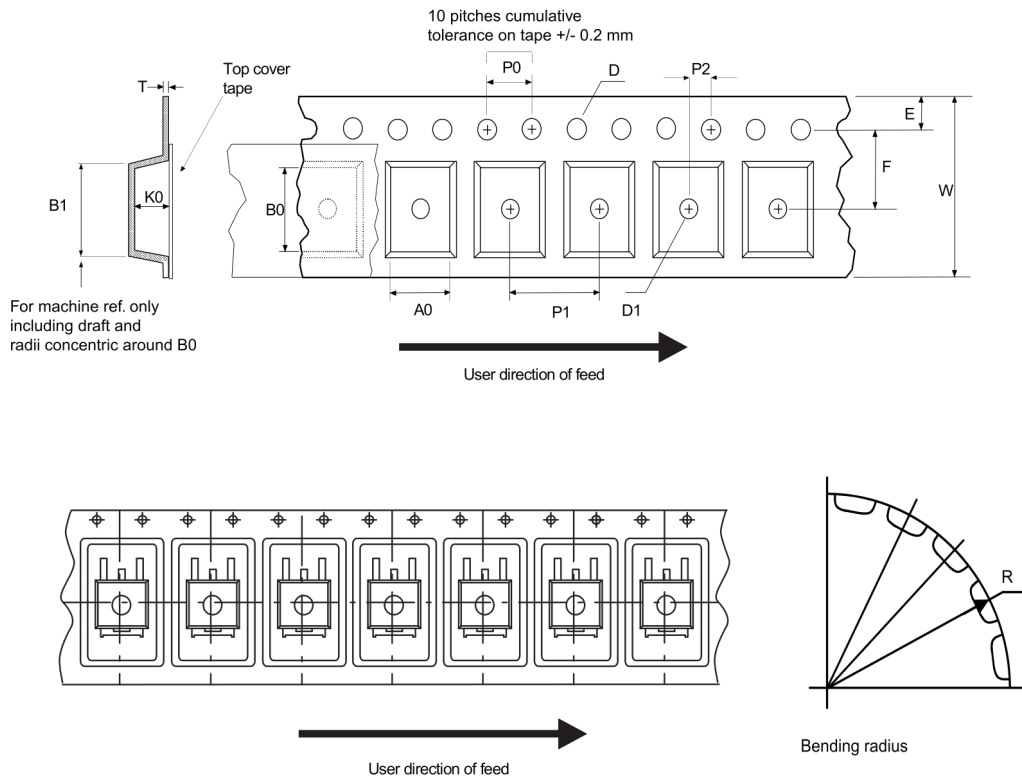 10 pitches cumulative
tolerance on tape +/- 0.2 mm
P0
D
P2
Top cover
tape
T
E
F
W
K0
B1
B0
For machine ref. only
including draft and
radii concentric around B0
A0
P1
D1
User direction of feed
R
Bending radius
User direction of feed